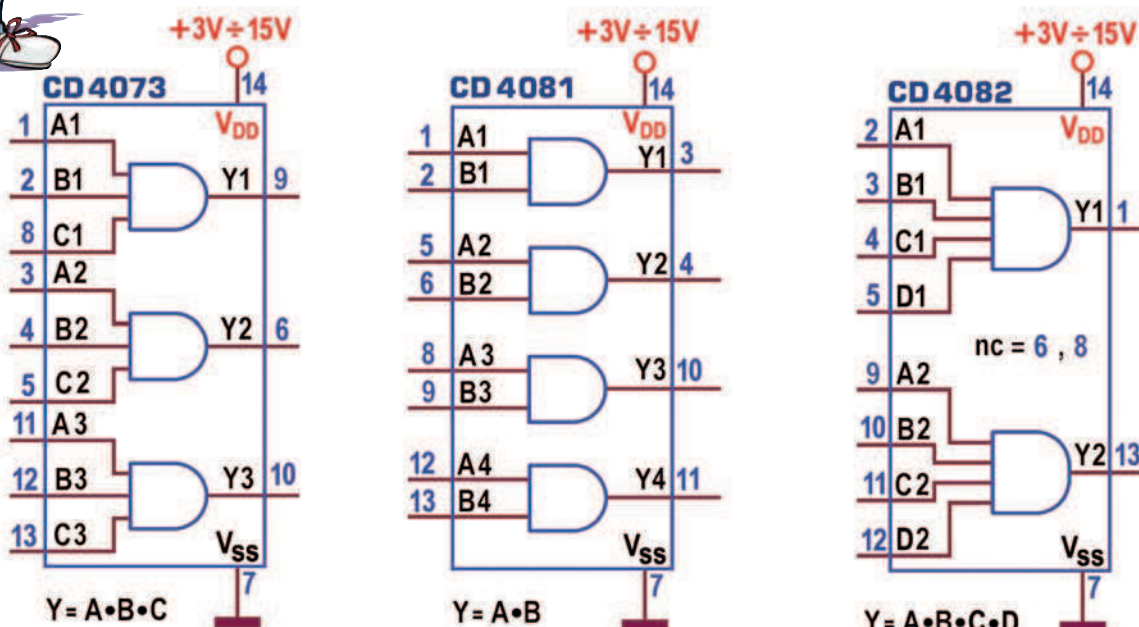 +3V÷15V
CD4073
14
VDD
1 A1
2 B1
Y1 9
8 C1
3 A2
4 B2
Y2 6
5 C2
11 A3
12 B3
Y3 10
13 C3
VSS
7
Y= A•B•C
+3V÷15V
CD4081
14
VDD
1 A1
Y1 3
2 B1
5 A2
Y2 4
6 B2
8 A3
Y3 10
9 B3
12 A4
Y4 11
13 B4
VSS
7
Y= A•B
+3V÷15V
CD4082
14
VDD
2 A1
3 B1
Y1 1
4 C1
5 D1
nc = 6 , 8
9 A2
10 B2
Y2 13
11 C2
12 D2
VSS
7
Y= A•B•C•D